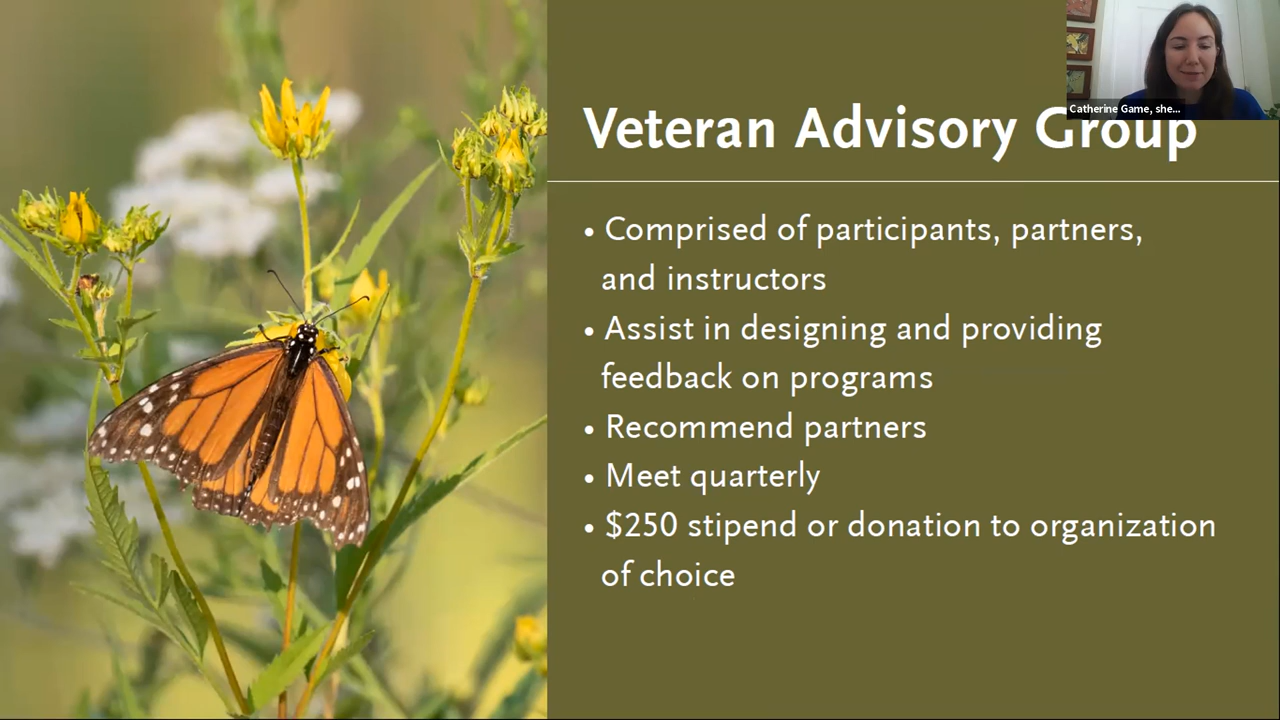 Catherine Game, she...
Veteran Advisory Group
• Comprised of participants, partners,
and instructors
• Assist in designing and providing
feedback on programs
• Recommend partners
• Meet quarterly
• $250 stipend or donation to organization
of choice